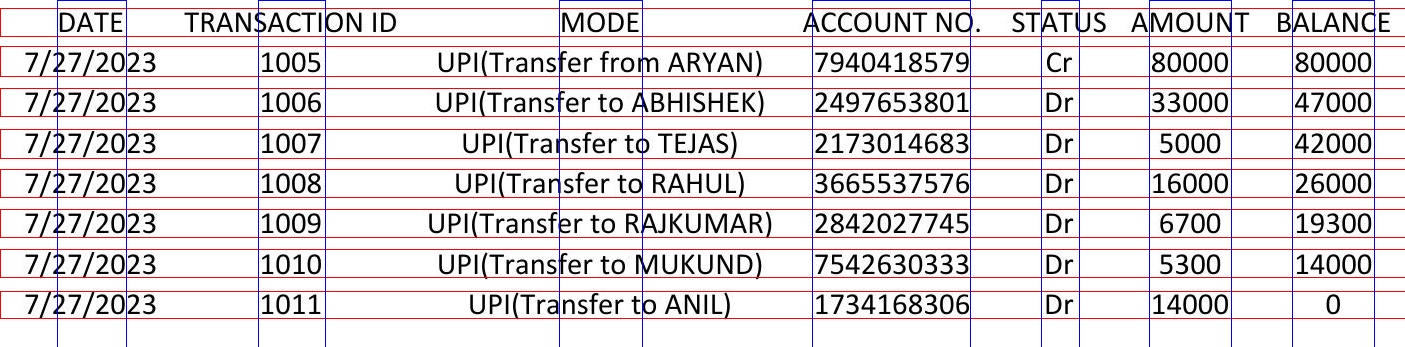 DATE TRANSACTION ID MODE ACCOUNT NO. STATUS AMOUNT BALANCE
7/27/2023 1005 UPI(Transfer from ARYAN) 7940418579 Cr 80000 80000
7/27/2023 1006 UPI(Transfer to ABHISHEK) 2497653801 Dr 33000 47000
7/27/2023 1007 UPI(Transfer to TEJAS) 2173014683 Dr 5000 42000
7/27/2023 1008 UPI(Transfer to RAHUL) 3665537576 Dr 16000 26000
7/27/2023 1009 UPI(Transfer to RAJKUMAR) 2842027745 Dr 6700 19300
7/27/2023 1010 UPI(Transfer to MUKUND) 7542630333 Dr 5300 14000
7/27/2023 1011 UPI(Transfer to ANIL) 1734168306 Dr 14000 0